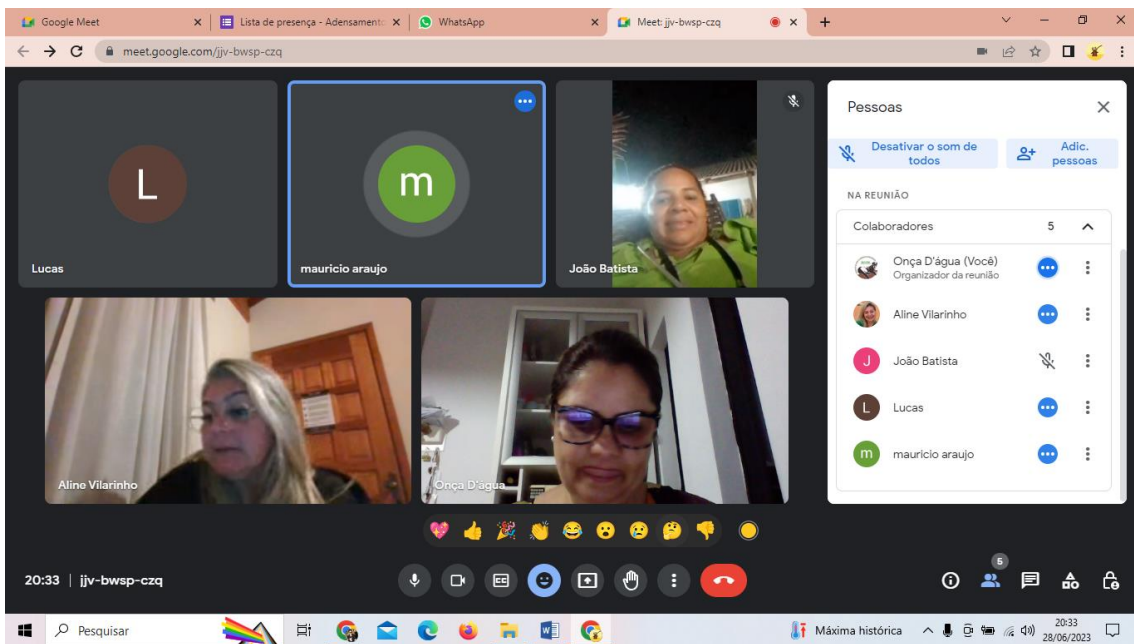 Google Meet
Lista de presença - Adensamento
WhatsApp
Meet: jjv-bwsp-czq
meet.google.com/jjv-bwsp-czq
L
Lucas
m
mauricio araujo
João Batista
Aline Vilarinho
Onça D'água
Pessoas
Desativar o som de todos
Adic. pessoas
NA REUNIÃO
Colaboradores 5
Onça D'água (Você)
Organizador da reunião
Aline Vilarinho
J João Batista
L Lucas
m mauricio araujo
20:33 | jjv-bwsp-czq
CC
5
Pesquisar
Máxima histórica
20:33
28/06/2023